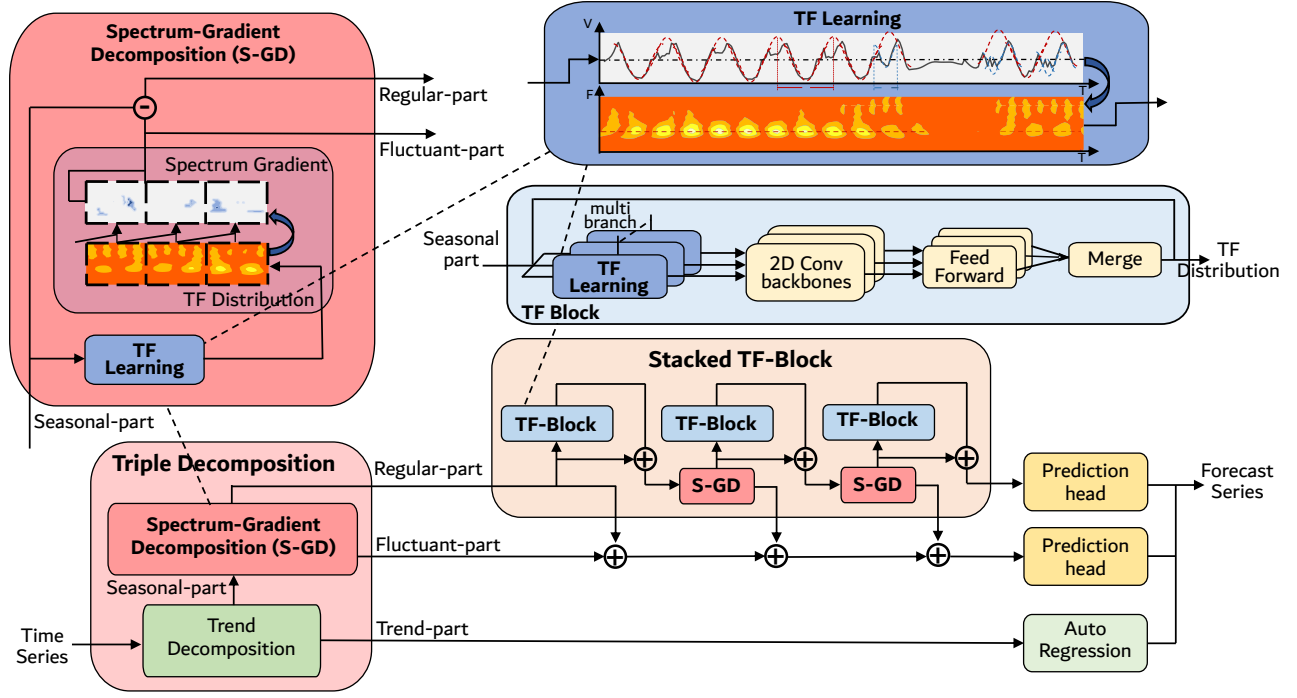 Spectrum-Gradient
Decomposition (S-GD)
Regular-part
Fluctuant-part
Spectrum Gradient
TF Distribution
TF
Learning
Seasonal-part
TF Learning
V
T
F
T
multi
branch
Seasonal
part
TF
Learning
2D Conv
backbones
Feed
Forward
Merge
TF
Distribution
TF Block
Stacked TF-Block
TF-Block
TF-Block
TF-Block
S-GD
S-GD
Triple Decomposition
Spectrum-Gradient
Decomposition (S-GD)
Seasonal-part
Trend
Decomposition
Time
Series
Regular-part
Fluctuant-part
Trend-part
Prediction
head
Prediction
head
Auto
Regression
Forecast
Series